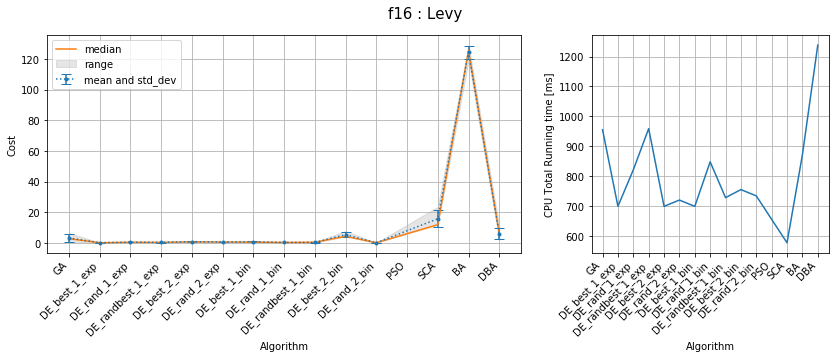 f16 : Levy
median
range
mean and std_dev
Cost
120
100
80
60
40
20
0
GA
DE_best_1_exp
DE_rand_1_exp
DE_randbest_1_exp
DE_best_2_exp
DE_rand_2_exp
DE_best_1_bin
DE_rand_1_bin
DE_randbest_1_bin
DE_best_2_bin
DE_rand_2_bin
PSO
SCA
BA
DBA
Algorithm
CPU Total Running time [ms]
1200
1100
1000
900
800
700
600
GA
DE_best_1_exp
DE_rand_1_exp
DE_randbest_1_exp
DE_best_2_exp
DE_rand_2_exp
DE_best_1_bin
DE_rand_1_bin
DE_randbest_1_bin
DE_best_2_bin
DE_rand_2_bin
PSO
SCA
BA
DBA
Algorithm